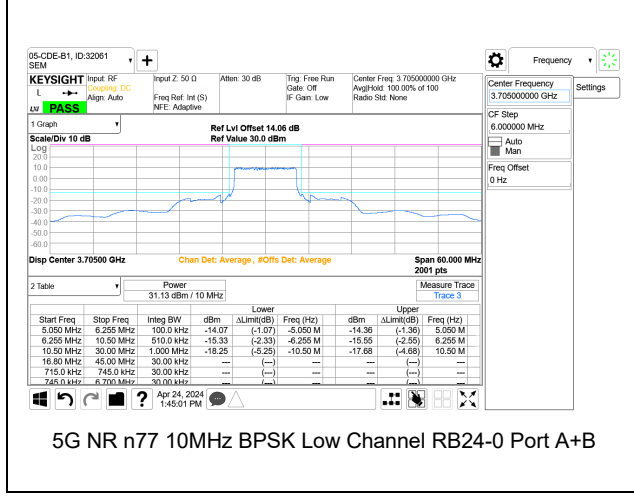 05-CDE-B1, ID:32061
SEM
Frequency
KEYSIGHT Input: RF Input Z: 50 Ω Atten: 30 dB Trig: Free Run Center Freq: 3.705000000 GHz
L Coupling: DC Gate: Off Avg|Hold: 100.00% of 100
Align: Auto Freq Ref: Int (S) IF Gain: Low Radio Std: None
LXI PASS NFE: Adaptive
Center Frequency
3.705000000 GHz
Settings
CF Step
6.000000 MHz
Auto
Man
Freq Offset
0 Hz
1 Graph Ref Lvl Offset 14.06 dB
Scale/Div 10 dB Ref Value 30.0 dBm
Log
20.0
10.0
0.00
-10.0
-20.0
-30.0
-40.0
-50.0
-60.0
Disp Center 3.70500 GHz Chan Det: Average, #Offs Det: Average Span 60.000 MHz
2001 pts
2 Table Power Measure Trace
31.13 dBm / 10 MHz Trace 3
Lower Upper
Start Freq Stop Freq Integ BW dBm ΔLimit(dB) Freq (Hz) dBm ΔLimit(dB) Freq (Hz)
5.050 MHz 6.255 MHz 100.0 kHz -14.07 (-1.07) -5.050 M -14.36 (-1.36) 5.050 M
6.255 MHz 10.50 MHz 510.0 kHz -15.33 (-2.33) -6.255 M -15.55 (-2.55) 6.255 M
10.50 MHz 30.00 MHz 1.000 MHz -18.25 (-5.25) -10.50 M -17.68 (-4.68) 10.50 M
16.80 MHz 45.00 MHz 30.00 kHz --- (---) --- --- (---) ---
715.0 kHz 745.0 kHz 30.00 kHz --- (---) --- --- (---) ---
745.0 kHz 6.700 MHz 30.00 kHz --- (---) --- --- (---) ---
? Apr 24, 2024
1:45:01 PM
5G NR n77 10MHz BPSK Low Channel RB24-0 Port A+B